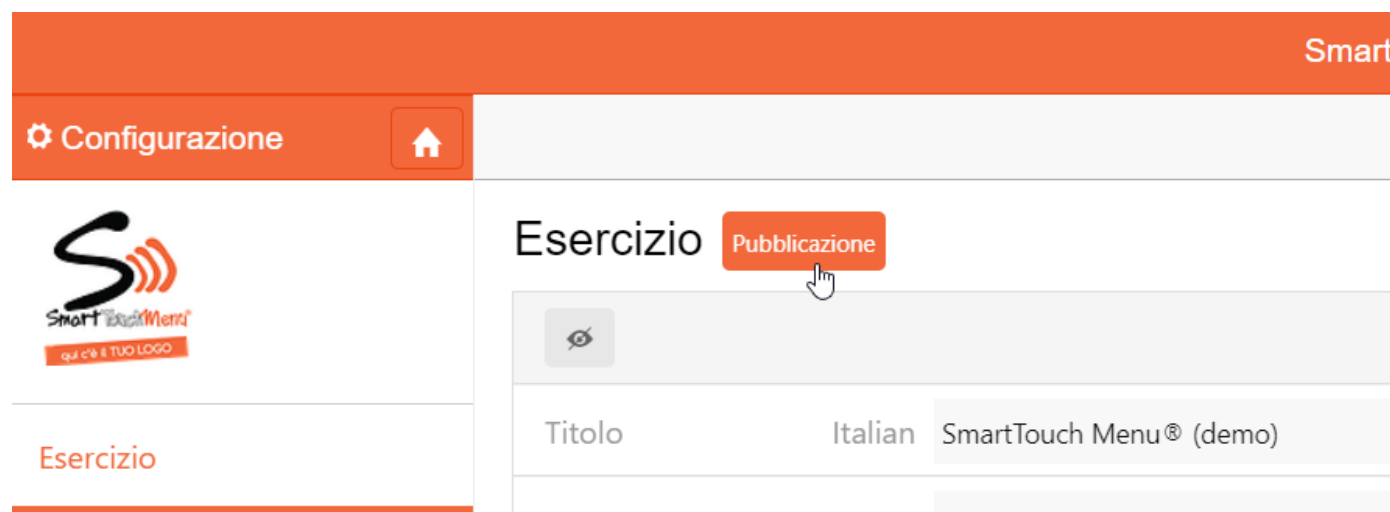 Smart
Configurazione
Esercizio Pubblicazione
SmartTouchMenu®
qui c'è il TUO LOGO
Titolo Italian SmartTouch Menu® (demo)
Esercizio